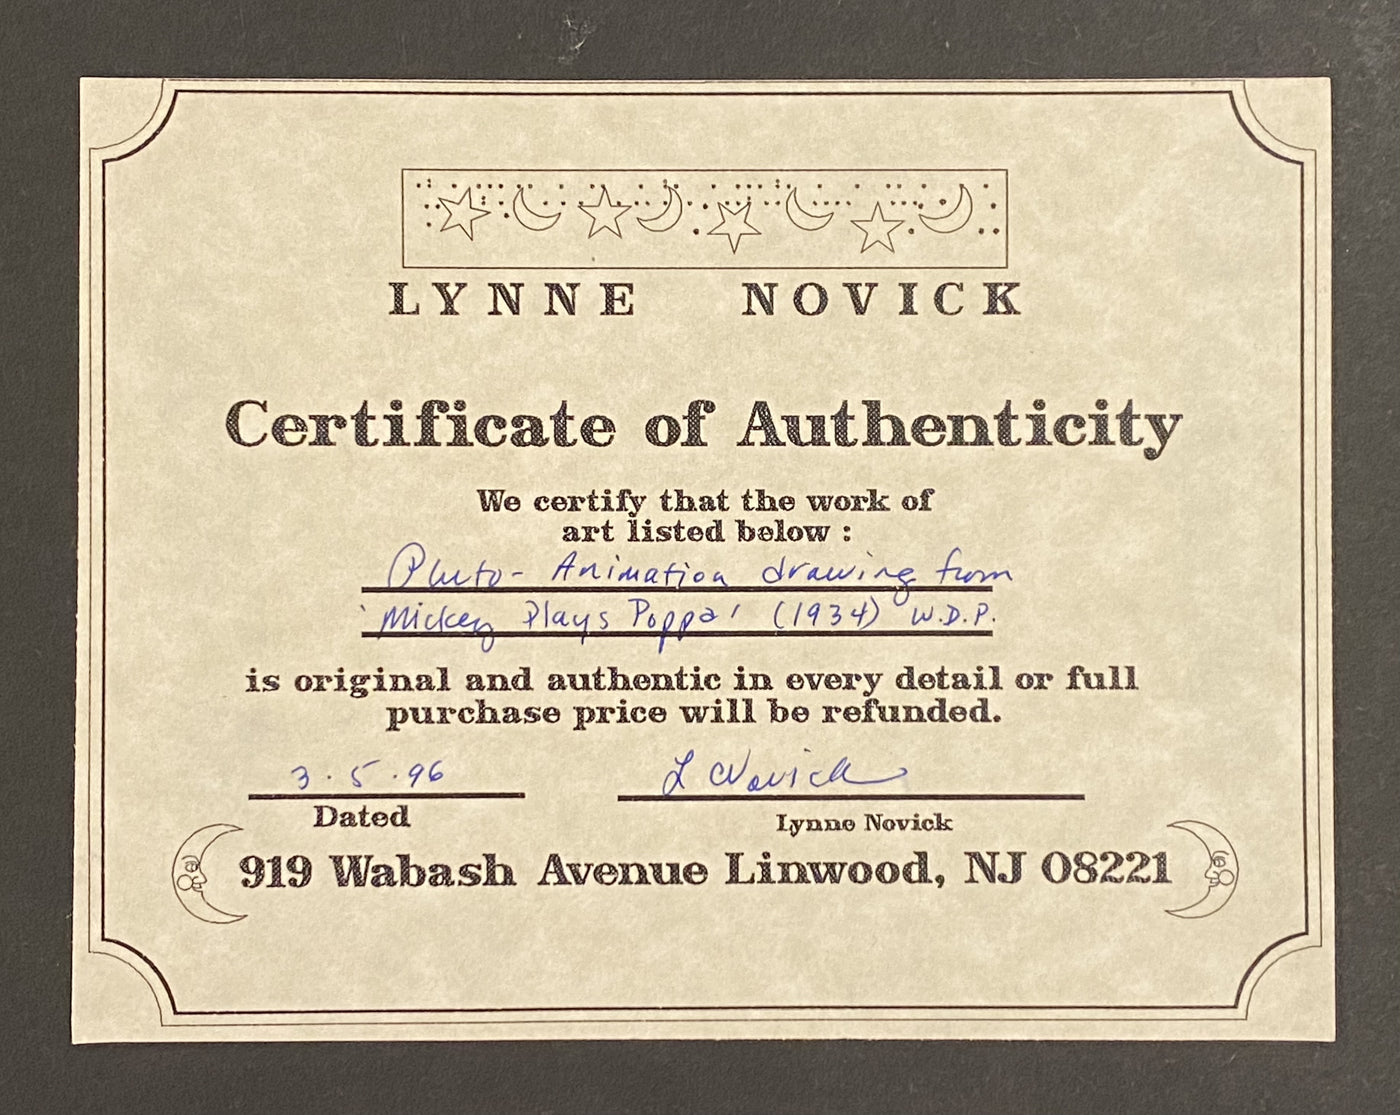 LYNNE NOVICK
Certificate of Authenticity
We certify that the work of
art listed below :
Pluto - Animation drawing from
'Mickey Plays Poppa' (1934) W.D.P.
is original and authentic in every detail or full
purchase price will be refunded.
3.5.96 L Novick
Dated Lynne Novick
919 Wabash Avenue Linwood, NJ 08221